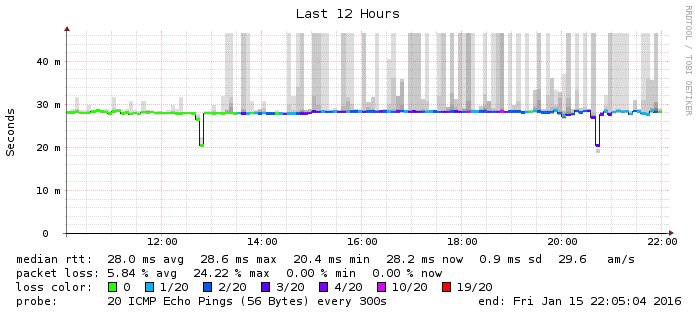 Last 12 Hours
RRDTOOL / TOBI OETIKER
Seconds
40 m
30 m
20 m
10 m
0
12:00 14:00 16:00 18:00 20:00 22:00
median rtt: 28.0 ms avg 28.6 ms max 20.4 ms min 28.2 ms now 0.9 ms sd 29.6 am/s
packet loss: 5.84 % avg 24.22 % max 0.00 % min 0.00 % now
loss color: 0 1/20 2/20 3/20 4/20 10/20 19/20
probe: 20 ICMP Echo Pings (56 Bytes) every 300s end: Fri Jan 15 22:05:04 2016